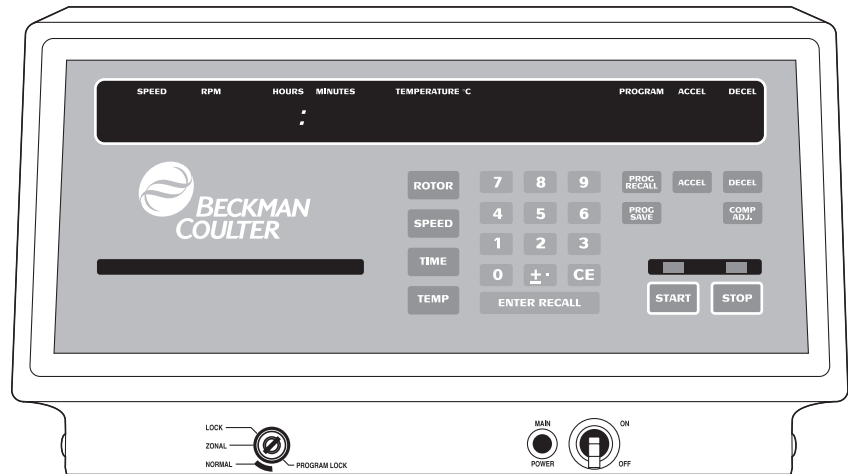 SPEED RPM HOURS MINUTES TEMPERATURE °C PROGRAM ACCEL DECEL
:
BECKMAN
COULTER
ROTOR 7 8 9 PROG RECALL ACCEL DECEL
SPEED 4 5 6 PROG SAVE COMP ADJ.
TIME 1 2 3
0 ±· CE
TEMP ENTER RECALL START STOP
LOCK
ZONAL
NORMAL PROGRAM LOCK
MAIN
POWER
ON
OFF